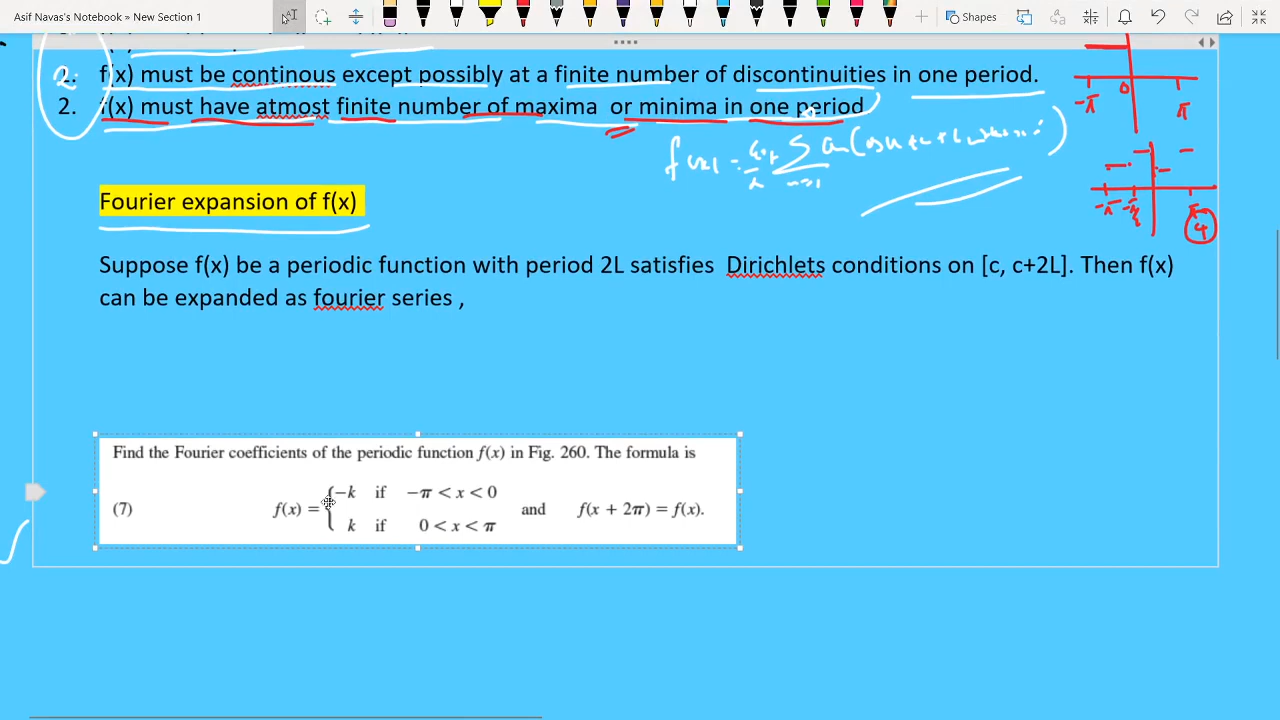 Asif Navas's Notebook » New Section 1
Shapes
1. f(x) must be continous except possibly at a finite number of discontinuities in one period.
2. f(x) must have atmost finite number of maxima or minima in one period
2
0
-π
π
-π
4
Fourier expansion of f(x)
Suppose f(x) be a periodic function with period 2L satisfies Dirichlets conditions on [c, c+2L]. Then f(x)
can be expanded as fourier series ,
Find the Fourier coefficients of the periodic function f(x) in Fig. 260. The formula is
-k if -π < x < 0
(7) f(x) = { and f(x + 2π) = f(x).
k if 0 < x < π